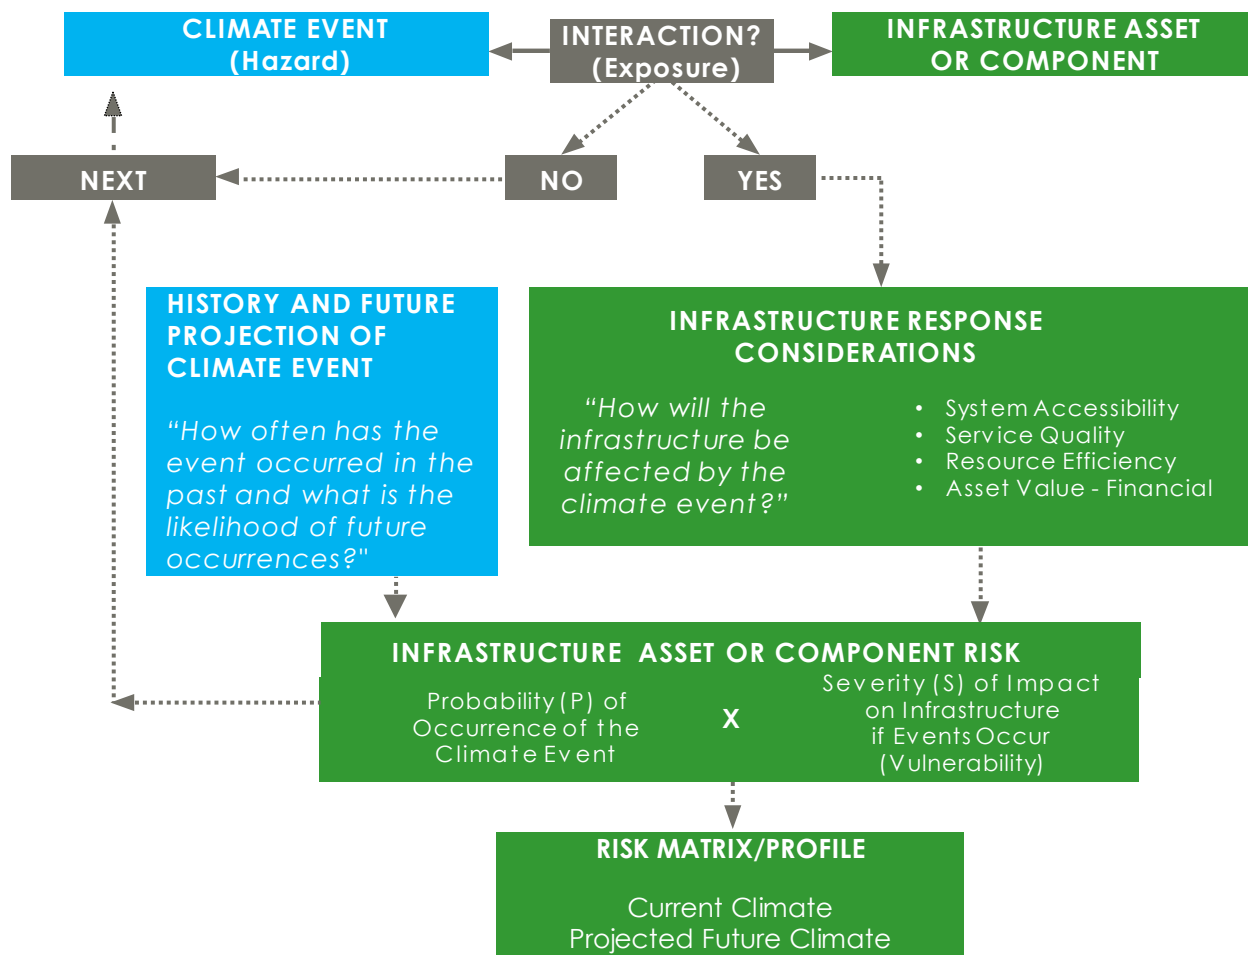 CLIMATE EVENT
(Hazard)
INTERACTION?
(Exposure)
INFRASTRUCTURE ASSET
OR COMPONENT
NEXT
NO
YES
HISTORY AND FUTURE
PROJECTION OF
CLIMATE EVENT
“How often has the
event occurred in the
past and what is the
likelihood of future
occurrences?"
INFRASTRUCTURE RESPONSE
CONSIDERATIONS
“How will the
infrastructure be
affected by the
climate event?”
• System Accessibility
• Service Quality
• Resource Efficiency
• Asset Value - Financial
INFRASTRUCTURE ASSET OR COMPONENT RISK
Probability (P) of
Occurrence of the
Climate Event
X
Severity (S) of Impact
on Infrastructure
if Events Occur
(Vulnerability)
RISK MATRIX/PROFILE
Current Climate
Projected Future Climate